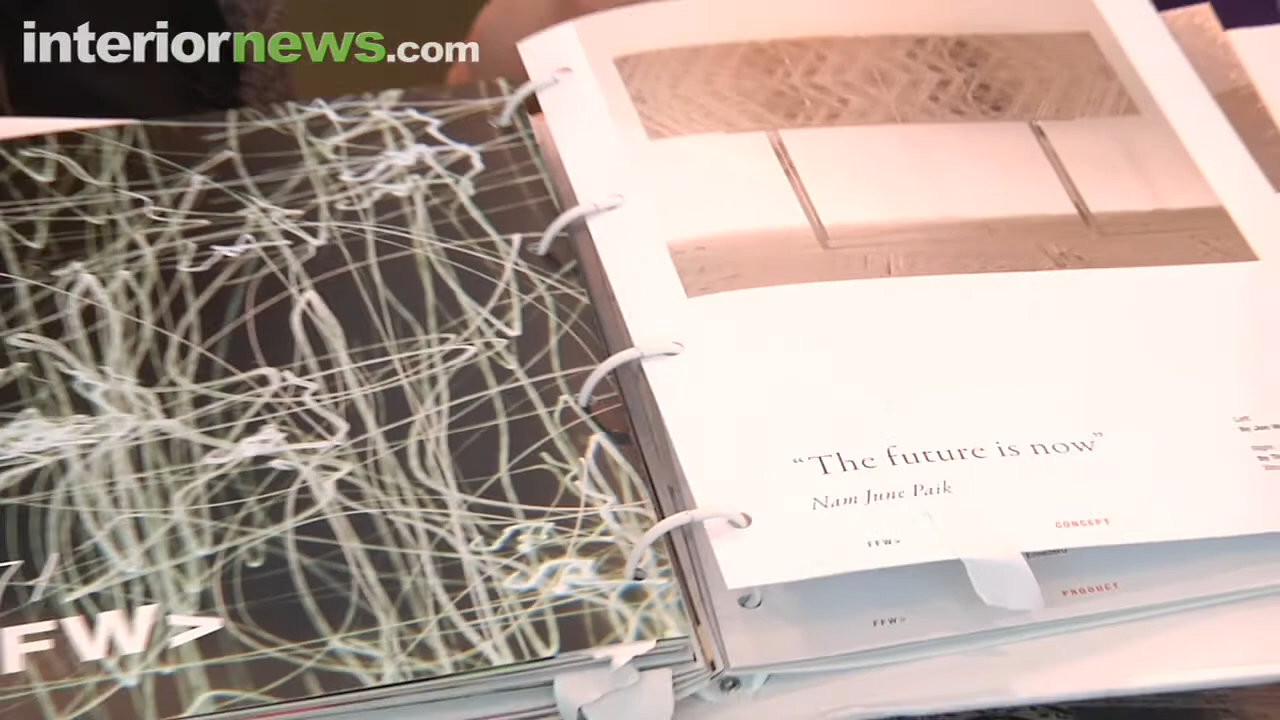 interiornews.com
“The future is now”
Nam June Paik
FFW>
CONCEPT
FFW>
PRODUCT
FFW>